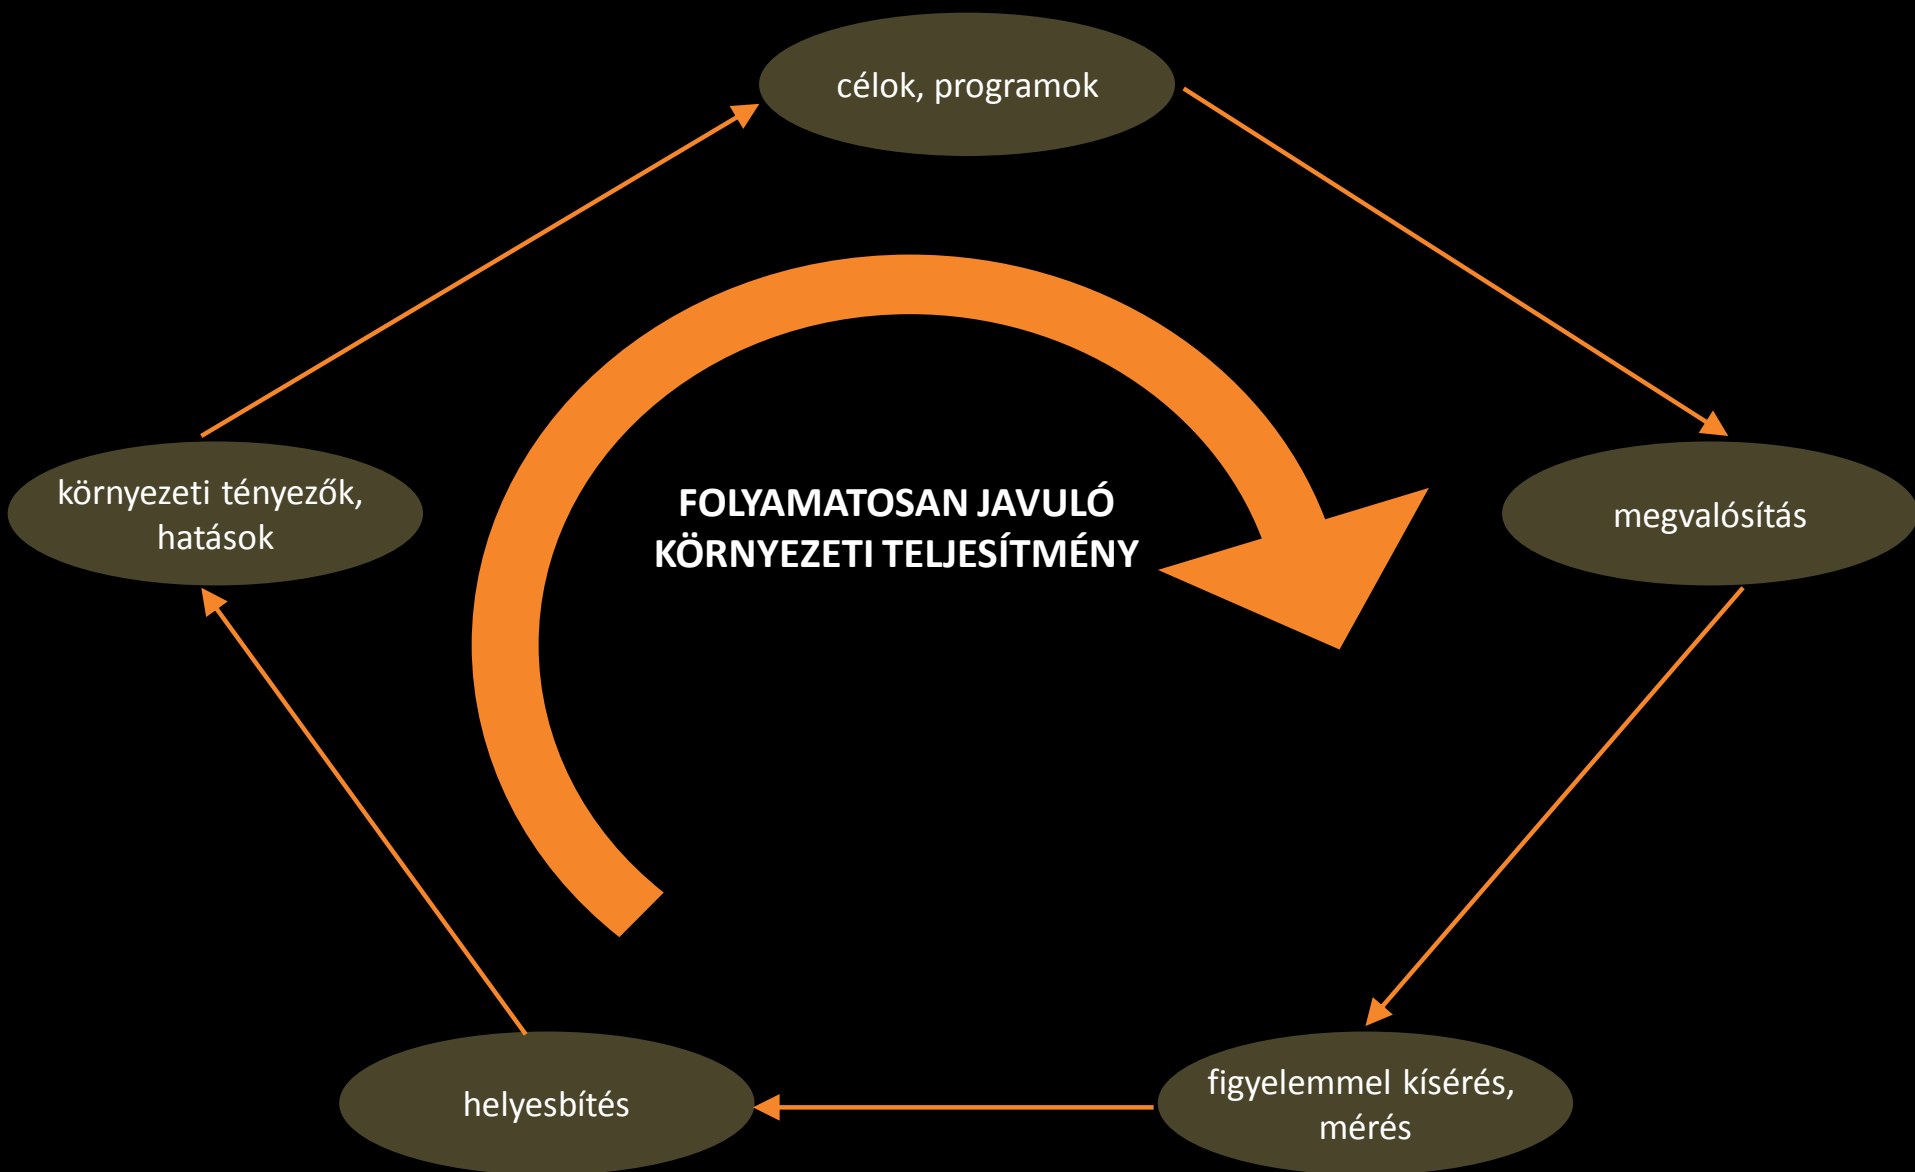 célok, programok
környezeti tényezők,
hatások
FOLYAMATOSAN JAVULÓ
KÖRNYEZETI TELJESÍTMÉNY
megvalósítás
helyesbítés
figyelemmel kísérés,
mérés